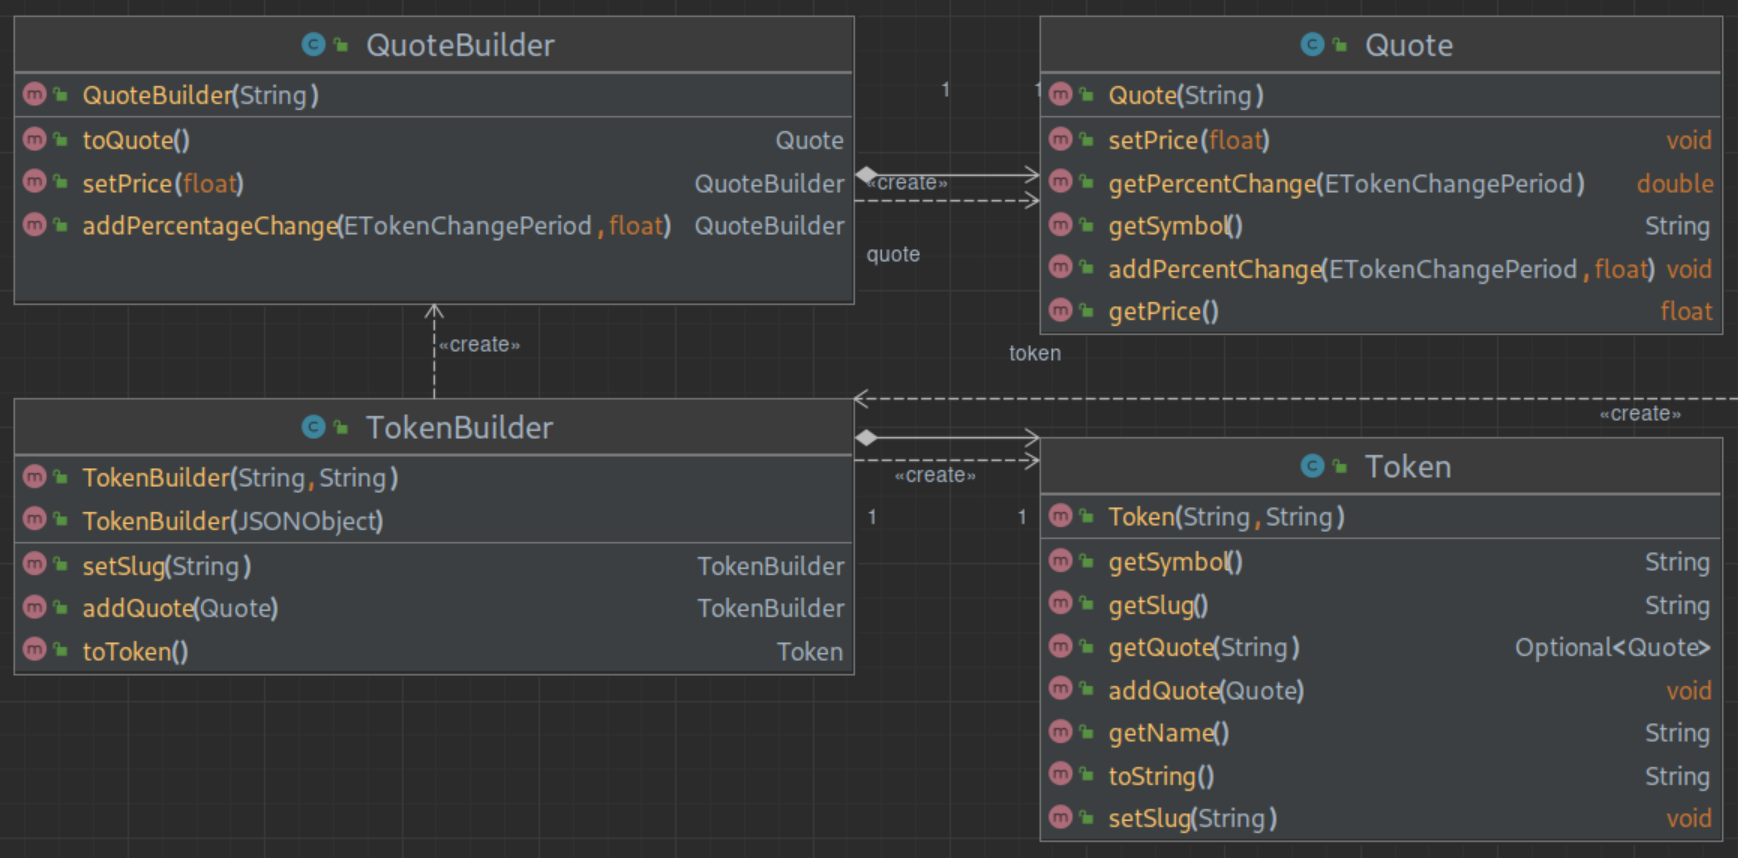 QuoteBuilder
QuoteBuilder(String)
toQuote() Quote
setPrice(float) QuoteBuilder
addPercentageChange(ETokenChangePeriod,float) QuoteBuilder
1 1
«create»
quote
Quote
Quote(String)
setPrice(float) void
getPercentChange(ETokenChangePeriod) double
getSymbol() String
addPercentChange(ETokenChangePeriod,float) void
getPrice() float
«create»
token
«create»
TokenBuilder
TokenBuilder(String,String)
TokenBuilder(JSONObject)
setSlug(String) TokenBuilder
addQuote(Quote) TokenBuilder
toToken() Token
«create»
1 1
Token
Token(String,String)
getSymbol() String
getSlug() String
getQuote(String) Optional<Quote>
addQuote(Quote) void
getName() String
toString() String
setSlug(String) void